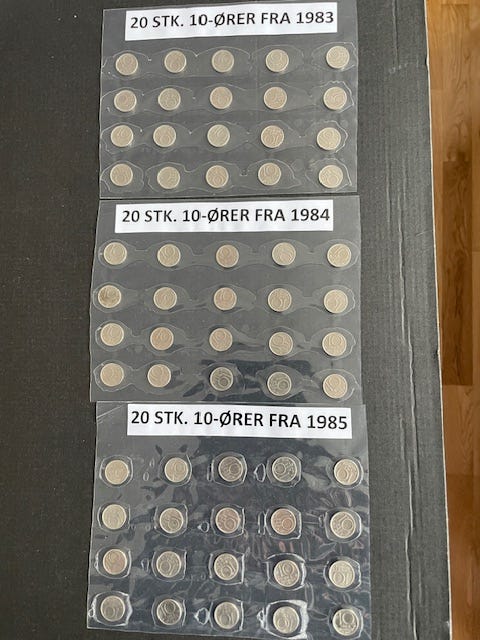 20 STK. 10-ØRER FRA 1983
20 STK. 10-ØRER FRA 1984
20 STK. 10-ØRER FRA 1985